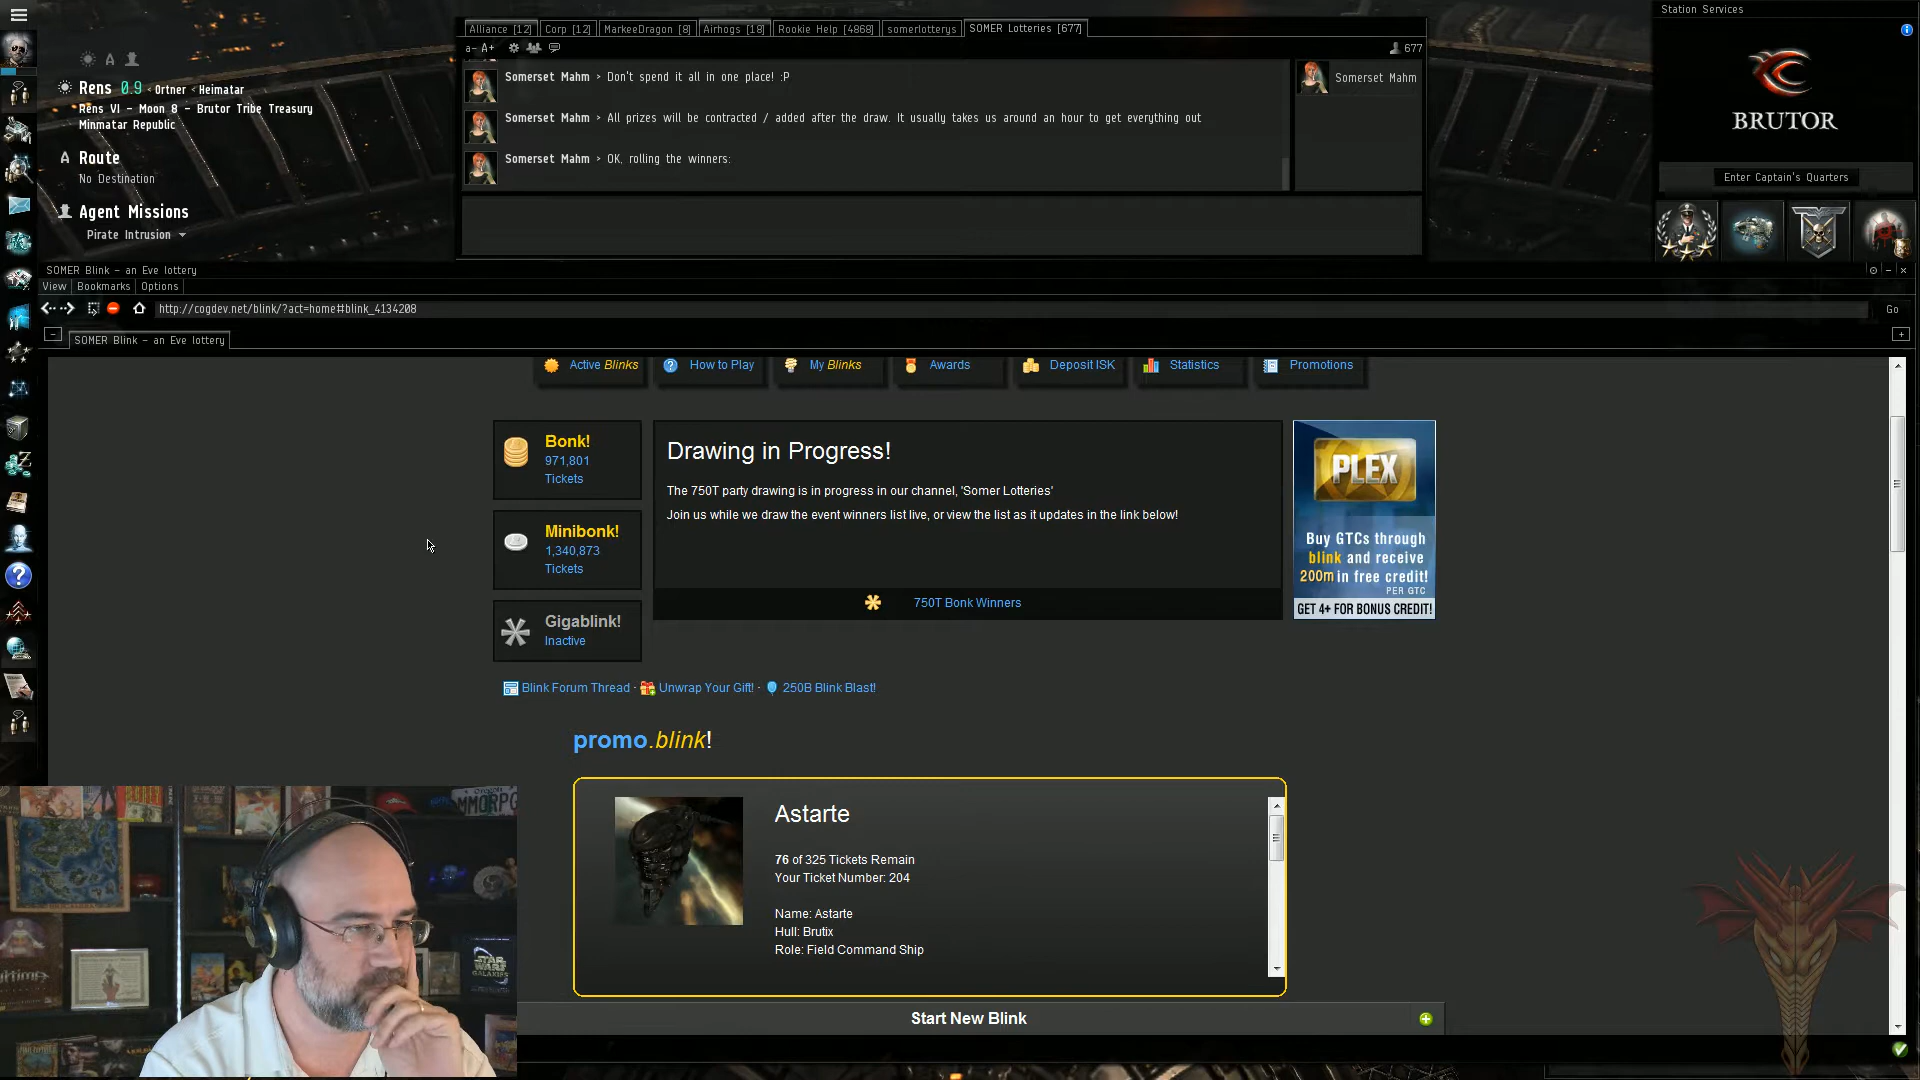 Alliance [12]
Corp [12]
MarkeeDragon [8]
Airhogs [18]
Rookie Help [4868]
somerlotterys
SOMER Lotteries [677]
a- A+
677
Somerset Mahm > Don't spend it all in one place! :P
Somerset Mahm > All prizes will be contracted / added after the draw. It usually takes us around an hour to get everything out
Somerset Mahm > OK, rolling the winners:
Somerset Mahm
Rens 0.9 < Ortner < Heimatar
Rens VI - Moon 8 - Brutor Tribe Treasury
Minmatar Republic
Route
No Destination
Agent Missions
Pirate Intrusion
Station Services
BRUTOR
Enter Captain's Quarters
SOMER Blink - an Eve lottery
View
Bookmarks
Options
http://cogdev.net/blink/?act=home#blink_4134208
Go
SOMER Blink - an Eve lottery
Active Blinks
How to Play
My Blinks
Awards
Deposit ISK
Statistics
Promotions
Bonk!
971,801
Tickets
Minibonk!
1,340,873
Tickets
Gigablink!
Inactive
Drawing in Progress!
The 750T party drawing is in progress in our channel, 'Somer Lotteries'
Join us while we draw the event winners list live, or view the list as it updates in the link below!
750T Bonk Winners
PLEX
Buy GTCs through
blink and receive
200m in free credit!
PER GTC
GET 4+ FOR BONUS CREDIT!
Blink Forum Thread - Unwrap Your Gift! - 250B Blink Blast!
promo.blink!
Astarte
76 of 325 Tickets Remain
Your Ticket Number: 204
Name: Astarte
Hull: Brutix
Role: Field Command Ship
Start New Blink
MMORPG
STAR WARS
GALAXIES